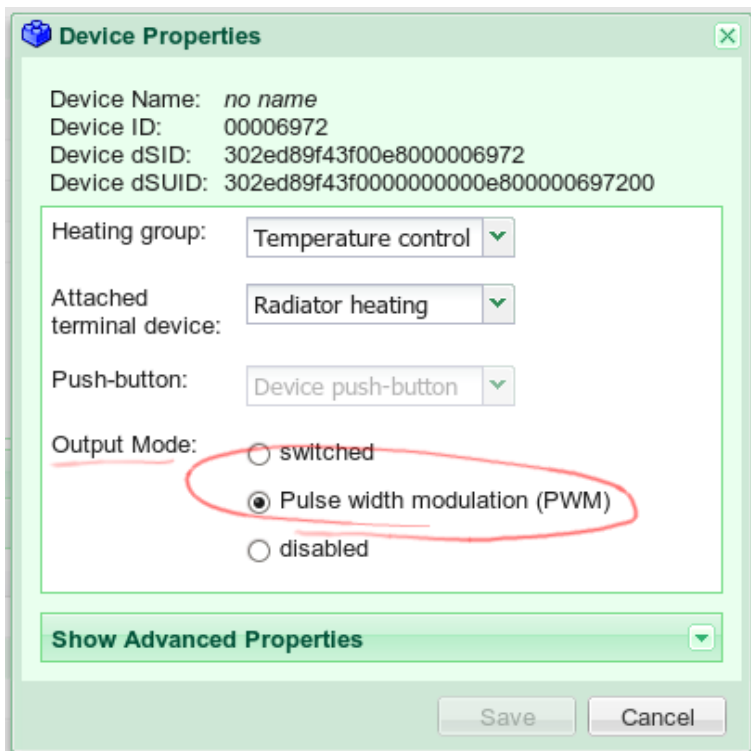 Device Properties
Device Name: no name
Device ID: 00006972
Device dSID: 302ed89f43f00e8000006972
Device dSUID: 302ed89f43f0000000000e800000697200
Heating group: Temperature control
Attached
terminal device: Radiator heating
Push-button: Device push-button
Output Mode: switched
Pulse width modulation (PWM)
disabled
Show Advanced Properties
Save Cancel